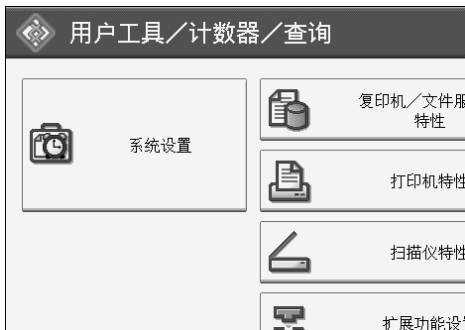 用户工具／计数器／查询
系统设置
复印机／文件服
特性
打印机特性
扫描仪特性
扩展功能设